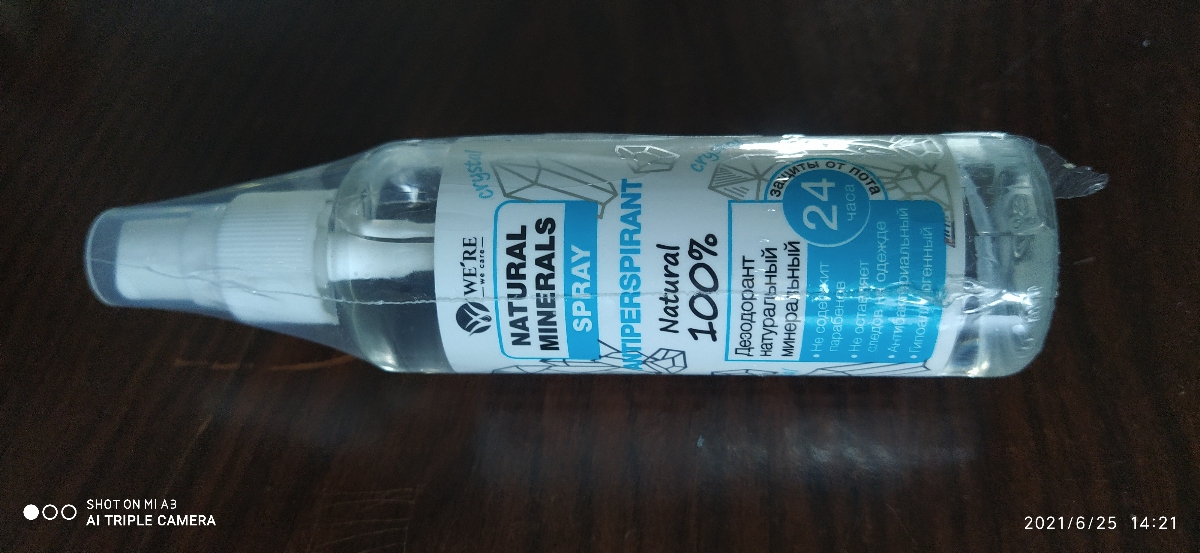 crystal
WE'RE
we care
NATURAL
MINERALS
SPRAY
ANTIPERSPIRANT
Natural
100%
Дезодорант
натуральный
минеральный
24
часа
защиты от пота
• Не содержит
парабенов
• Не оставляет
следов на одежде
• Антибактериальный
Гипоаллергенный
SHOT ON MI A3
AI TRIPLE CAMERA
2021/6/25 14:21